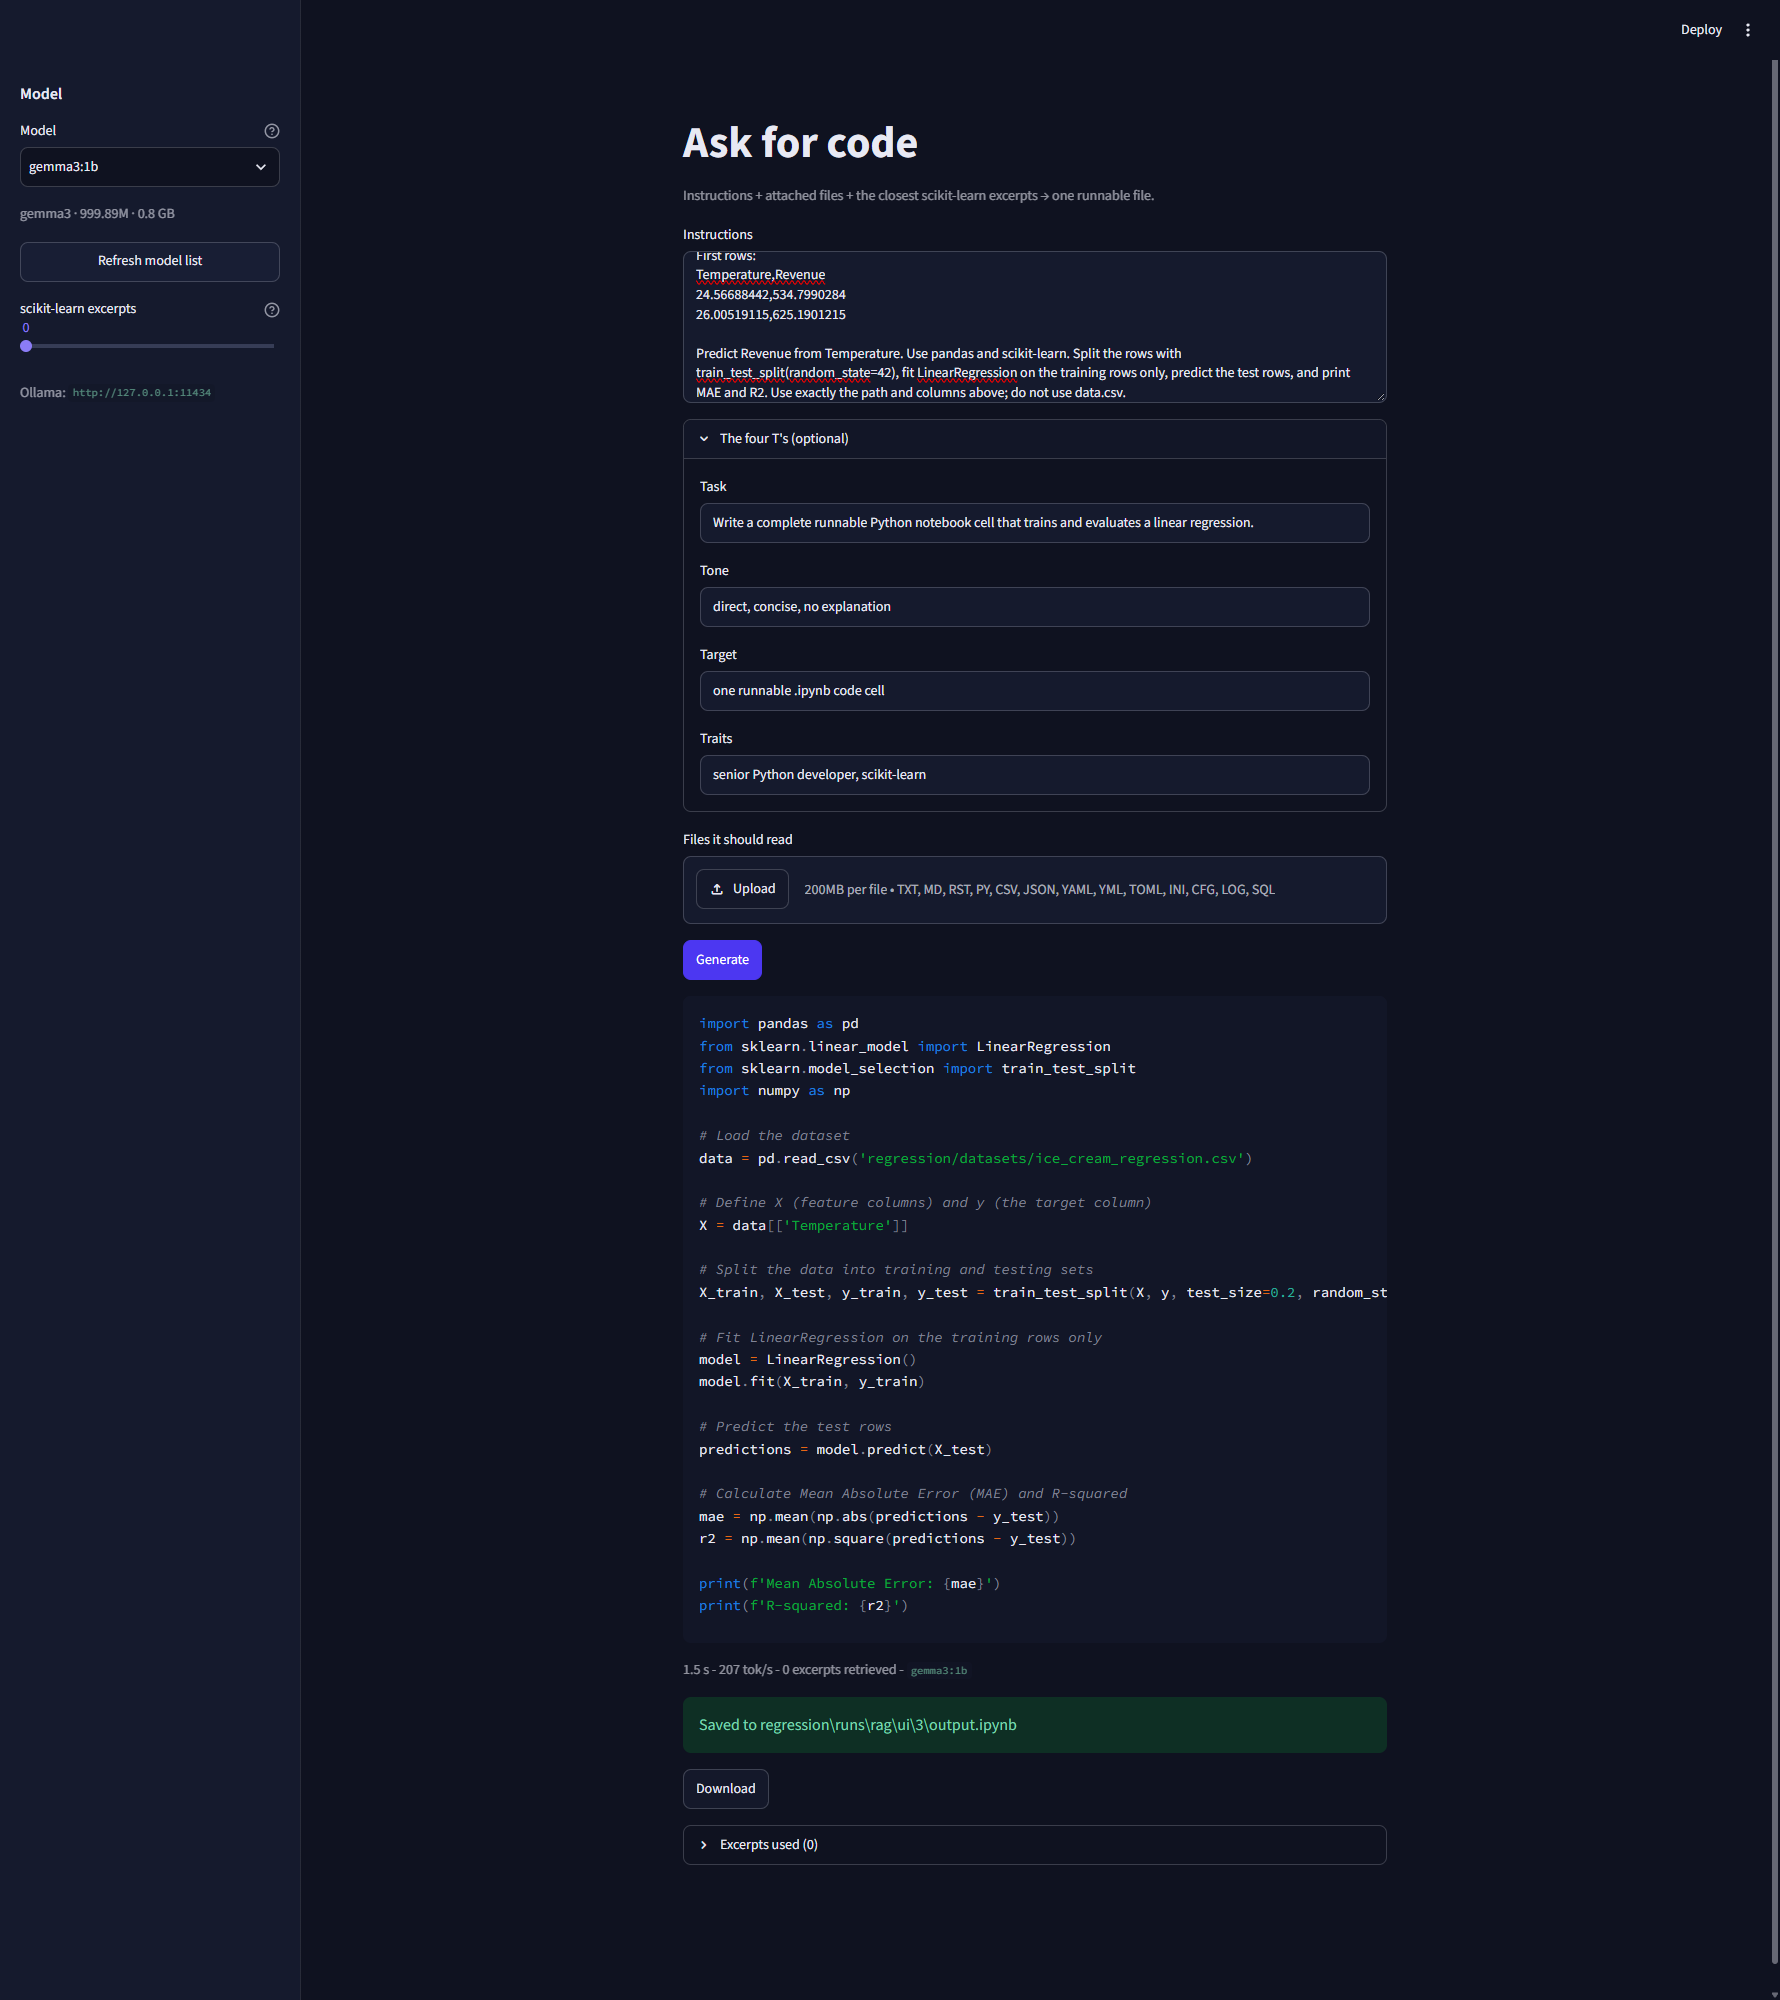 Deploy
Model
Model
gemma3:1b
gemma3 · 999.89M · 0.8 GB
Refresh model list
scikit-learn excerpts
0
Ollama: http://127.0.0.1:11434
Ask for code
Instructions + attached files + the closest scikit-learn excerpts → one runnable file.
Instructions
First rows:
Temperature,Revenue
24.56688442,534.7990284
26.00519115,625.1901215
Predict Revenue from Temperature. Use pandas and scikit-learn. Split the rows with
train_test_split(random_state=42), fit LinearRegression on the training rows only, predict the test rows, and print
MAE and R2. Use exactly the path and columns above; do not use data.csv.
The four T's (optional)
Task
Write a complete runnable Python notebook cell that trains and evaluates a linear regression.
Tone
direct, concise, no explanation
Target
one runnable .ipynb code cell
Traits
senior Python developer, scikit-learn
Files it should read
Upload
200MB per file • TXT, MD, RST, PY, CSV, JSON, YAML, YML, TOML, INI, CFG, LOG, SQL
Generate
import pandas as pd
from sklearn.linear_model import LinearRegression
from sklearn.model_selection import train_test_split
import numpy as np
# Load the dataset
data = pd.read_csv('regression/datasets/ice_cream_regression.csv')
# Define X (feature columns) and y (the target column)
X = data[['Temperature']]
# Split the data into training and testing sets
X_train, X_test, y_train, y_test = train_test_split(X, y, test_size=0.2, random_st
# Fit LinearRegression on the training rows only
model = LinearRegression()
model.fit(X_train, y_train)
# Predict the test rows
predictions = model.predict(X_test)
# Calculate Mean Absolute Error (MAE) and R-squared
mae = np.mean(np.abs(predictions - y_test))
r2 = np.mean(np.square(predictions - y_test))
print(f'Mean Absolute Error: {mae}')
print(f'R-squared: {r2}')
1.5 s - 207 tok/s - 0 excerpts retrieved - gemma3:1b
Saved to regression\runs\rag\ui\3\output.ipynb
Download
Excerpts used (0)